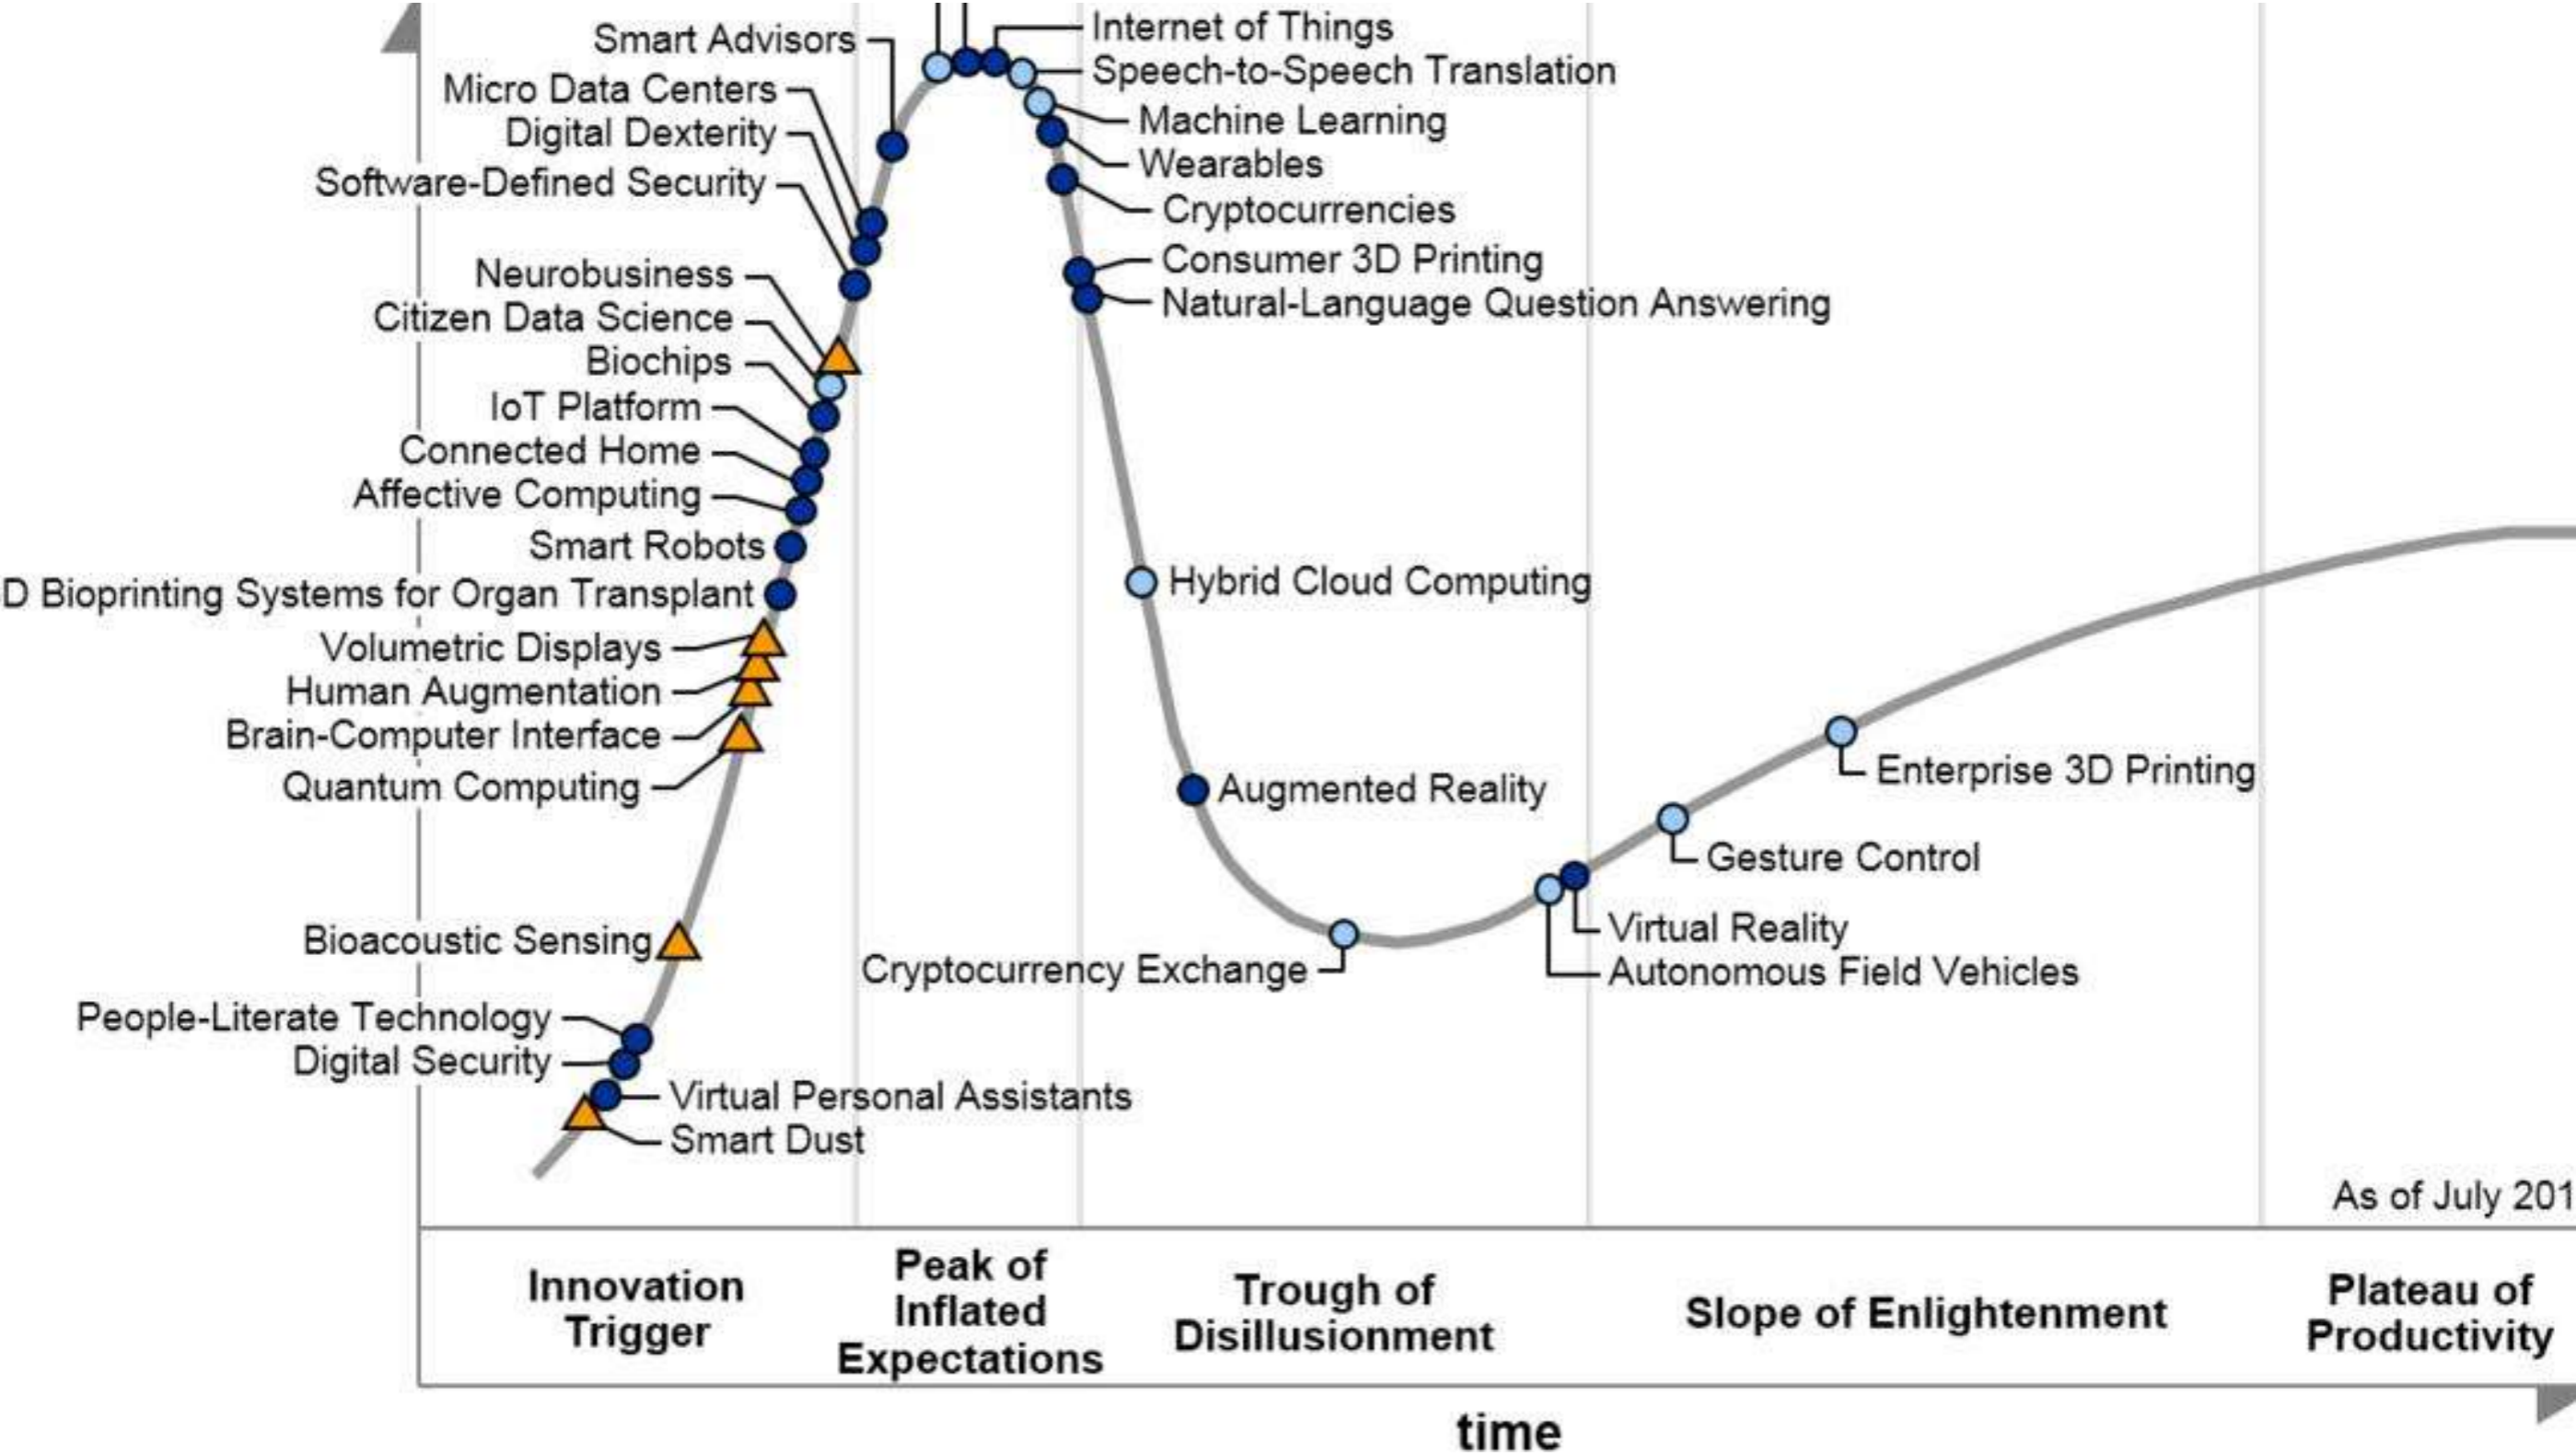 Smart Advisors
Micro Data Centers
Digital Dexterity
Software-Defined Security
Neurobusiness
Citizen Data Science
Biochips
IoT Platform
Connected Home
Affective Computing
Smart Robots
D Bioprinting Systems for Organ Transplant
Volumetric Displays
Human Augmentation
Brain-Computer Interface
Quantum Computing
Bioacoustic Sensing
People-Literate Technology
Digital Security
Virtual Personal Assistants
Smart Dust
Internet of Things
Speech-to-Speech Translation
Machine Learning
Wearables
Cryptocurrencies
Consumer 3D Printing
Natural-Language Question Answering
Hybrid Cloud Computing
Augmented Reality
Cryptocurrency Exchange
Enterprise 3D Printing
Gesture Control
Virtual Reality
Autonomous Field Vehicles
As of July 201
Innovation
Trigger
Peak of
Inflated
Expectations
Trough of
Disillusionment
Slope of Enlightenment
Plateau of
Productivity
time